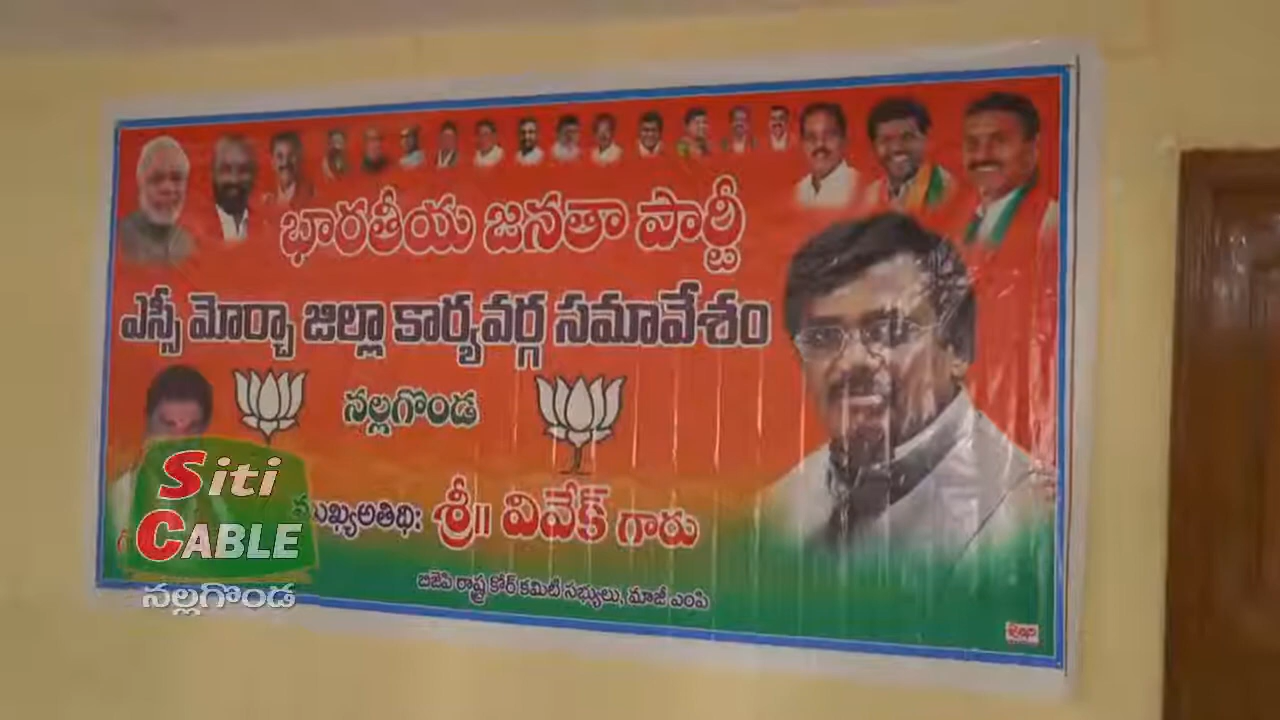 భారతీయ జనతా పార్టీ
ఎస్సీ మోర్చా జిల్లా కార్యవర్గ సమావేశం
నల్లగొండ
ముఖ్యఅతిథి: శ్రీ॥ వివేక్ గారు
బిజెపి రాష్ట్ర కోర్ కమిటీ సభ్యులు, మాజీ ఎంపి
Siti
CABLE
నల్లగొండ